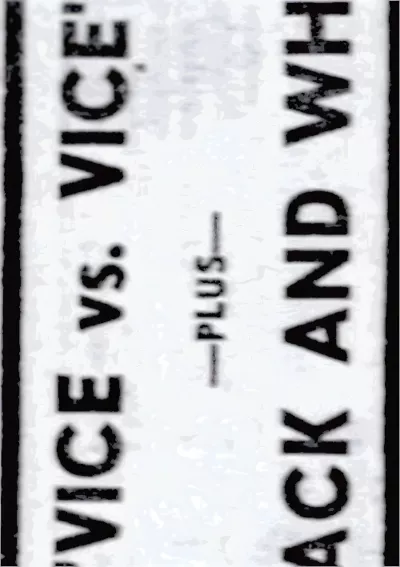 "VICE vs. VICE"
—PLUS—
ACK AND WH